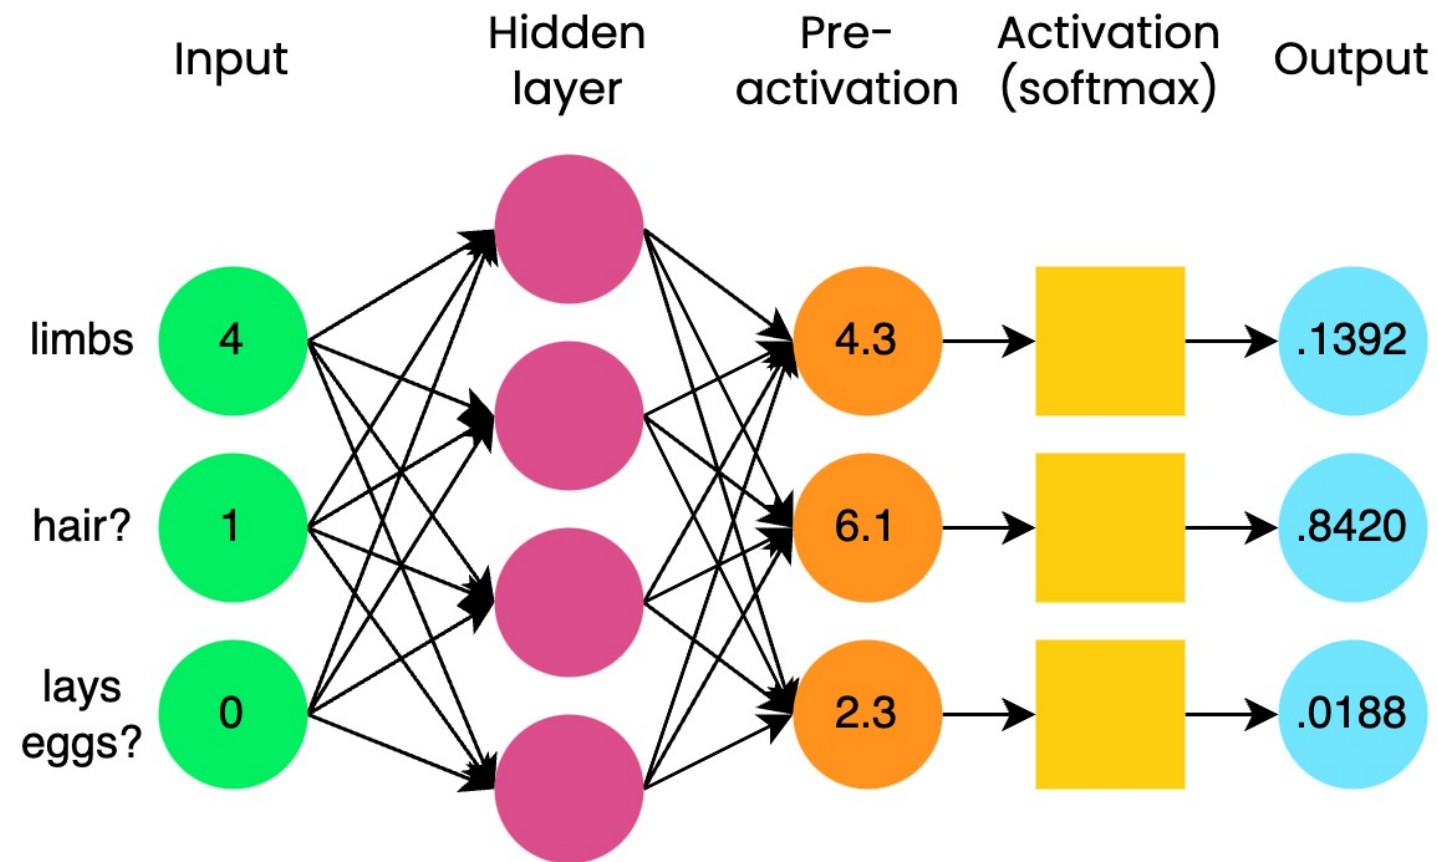 Input
Hidden
layer
Pre-
activation
Activation
(softmax)
Output
limbs
4
4.3
.1392
hair?
1
6.1
.8420
lays
eggs?
0
2.3
.0188